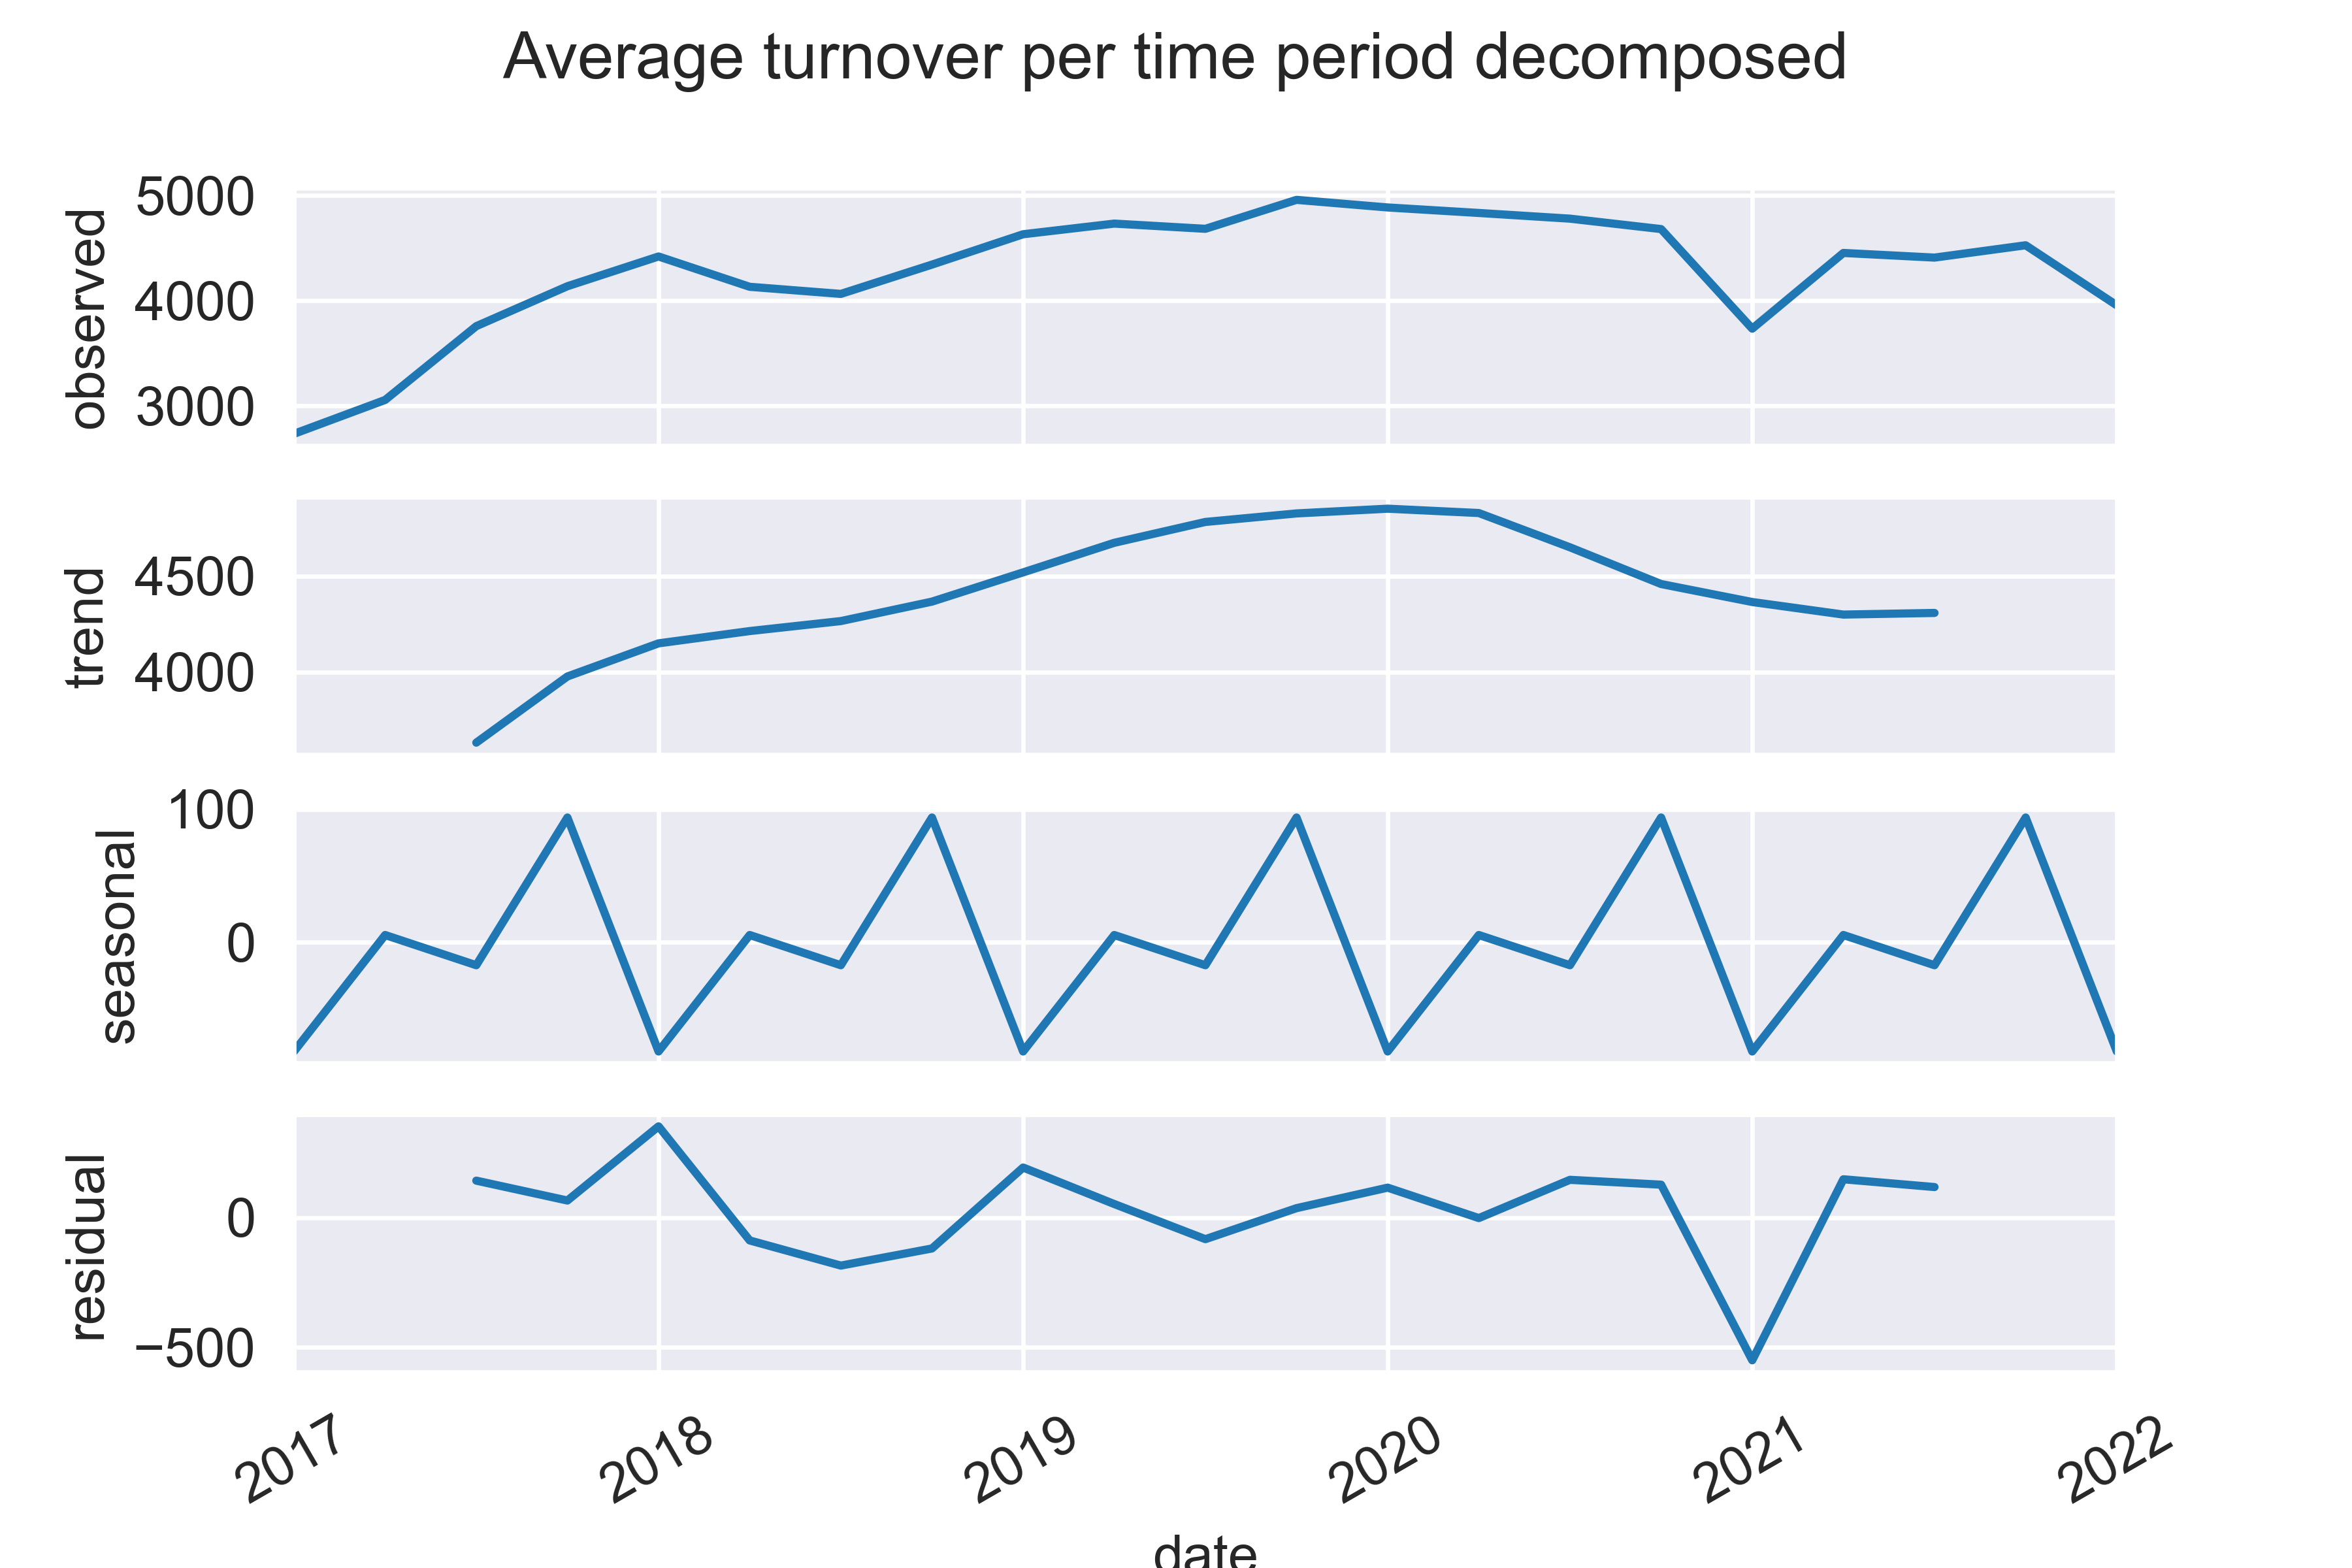 Average turnover per time period decomposed
5000
4000
3000
observed
4500
4000
trend
100
0
seasonal
0
−500
residual
2017
2018
2019
2020
2021
2022
date